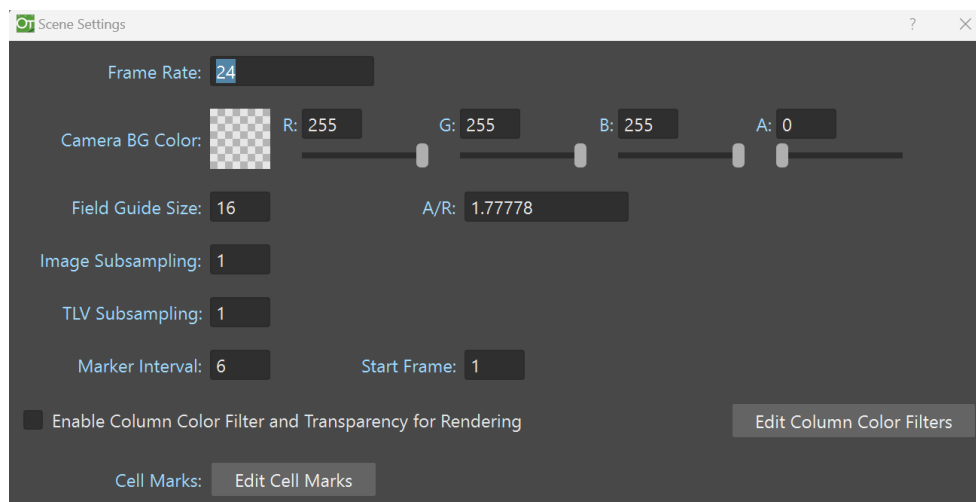 OT Scene Settings ? ×
Frame Rate: 24
Camera BG Color: R: 255 G: 255 B: 255 A: 0
Field Guide Size: 16 A/R: 1.77778
Image Subsampling: 1
TLV Subsampling: 1
Marker Interval: 6 Start Frame: 1
Enable Column Color Filter and Transparency for Rendering Edit Column Color Filters
Cell Marks: Edit Cell Marks